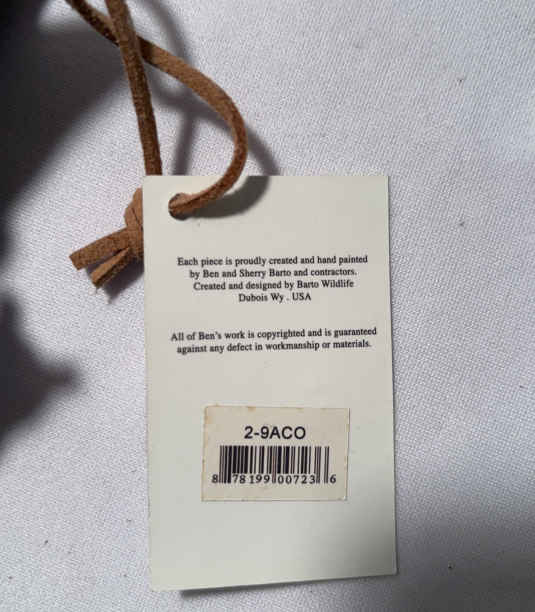 Each piece is proudly created and hand painted
by Ben and Sherry Barto and contractors.
Created and designed by Barto Wildlife
Dubois Wy . USA
All of Ben's work is copyrighted and is guaranteed
against any defect in workmanship or materials.
2-9ACO
8 78199 00723 6